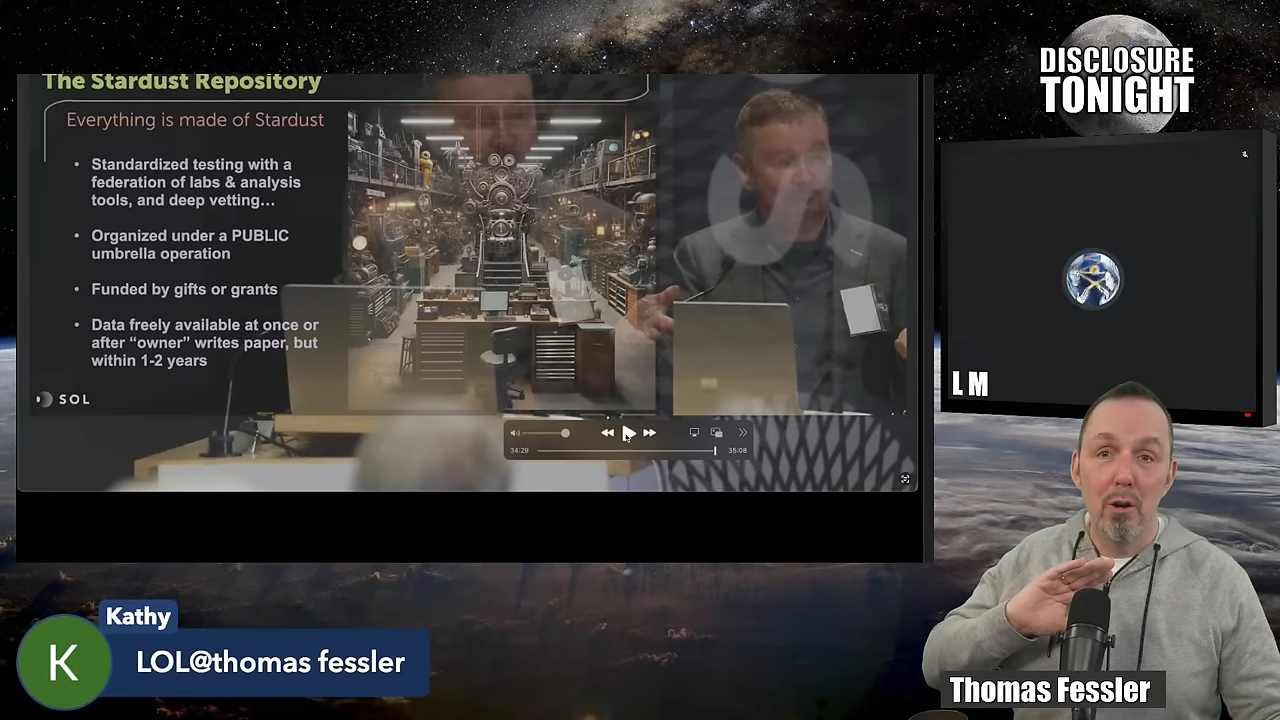 The Stardust Repository
Everything is made of Stardust
• Standardized testing with a
federation of labs & analysis
tools, and deep vetting…
• Organized under a PUBLIC
umbrella operation
• Funded by gifts or grants
• Data freely available at once or
after “owner” writes paper, but
within 1-2 years
SOL
34:29
35:08
DISCLOSURE
TONIGHT
L M
Kathy
K
LOL@thomas fessler
Thomas Fessler